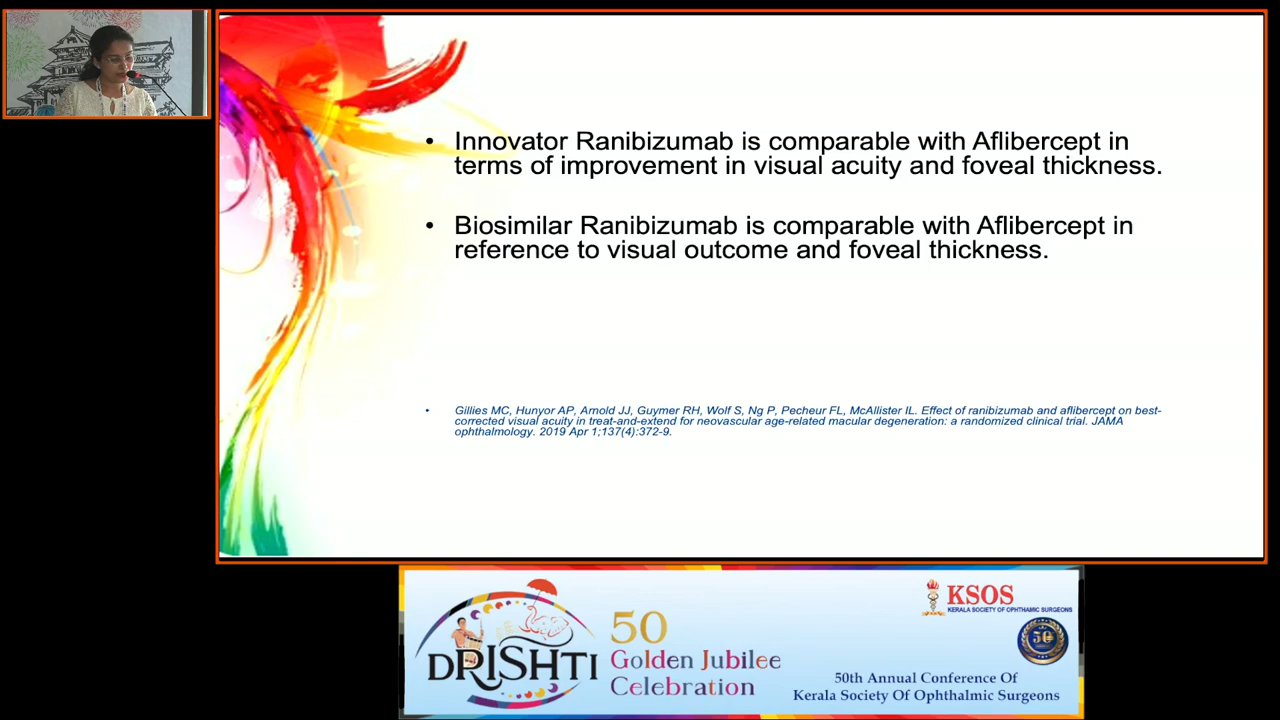 • Innovator Ranibizumab is comparable with Aflibercept in
terms of improvement in visual acuity and foveal thickness.
• Biosimilar Ranibizumab is comparable with Aflibercept in
reference to visual outcome and foveal thickness.
• Gillies MC, Hunyor AP, Arnold JJ, Guymer RH, Wolf S, Ng P, Pecheur FL, McAllister IL. Effect of ranibizumab and aflibercept on best-
corrected visual acuity in treat-and-extend for neovascular age-related macular degeneration: a randomized clinical trial. JAMA
ophthalmology. 2019 Apr 1;137(4):372-9.
DRISHTI
50
Golden Jubilee
Celebration
KSOS
KERALA SOCIETY OF OPHTHAMIC SURGEONS
50
50th Annual Conference Of
Kerala Society Of Ophthalmic Surgeons